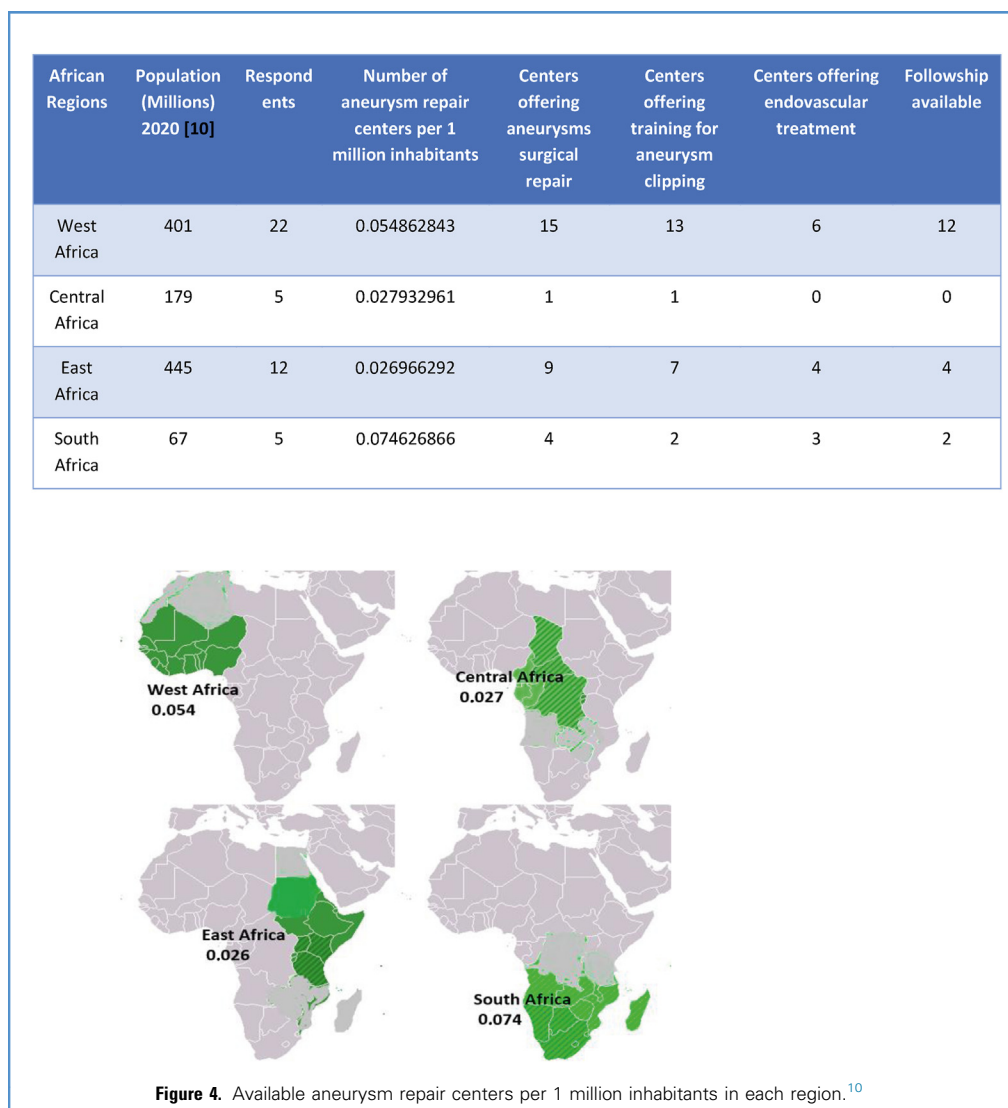 African Regions
Population (Millions) 2020 [10]
Respondents
Number of aneurysm repair centers per 1 million inhabitants
Centers offering aneurysms surgical repair
Centers offering training for aneurysm clipping
Centers offering endovascular treatment
Followship available
West Africa 401 22 0.054862843 15 13 6 12
Central Africa 179 5 0.027932961 1 1 0 0
East Africa 445 12 0.026966292 9 7 4 4
South Africa 67 5 0.074626866 4 2 3 2
West Africa
0.054
Central Africa
0.027
East Africa
0.026
South Africa
0.074
Figure 4. Available aneurysm repair centers per 1 million inhabitants in each region.10